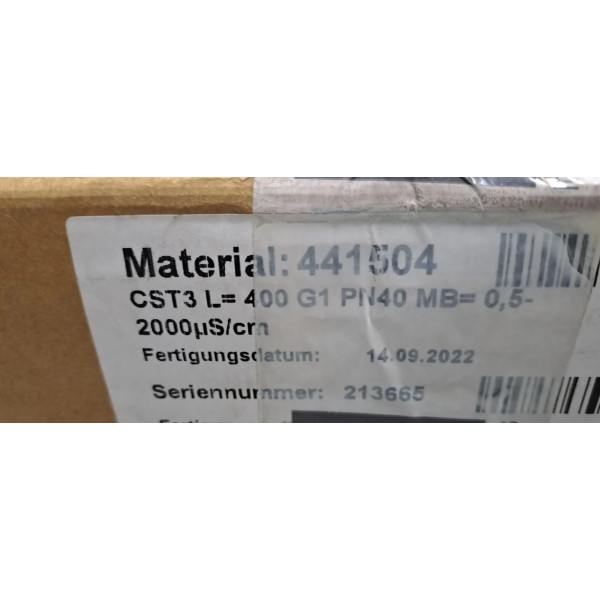 Material: 441504
CST3 L= 400 G1 PN40 MB= 0,5-
2000µS/cm
Fertigungsdatum: 14.09.2022
Seriennummer: 213665